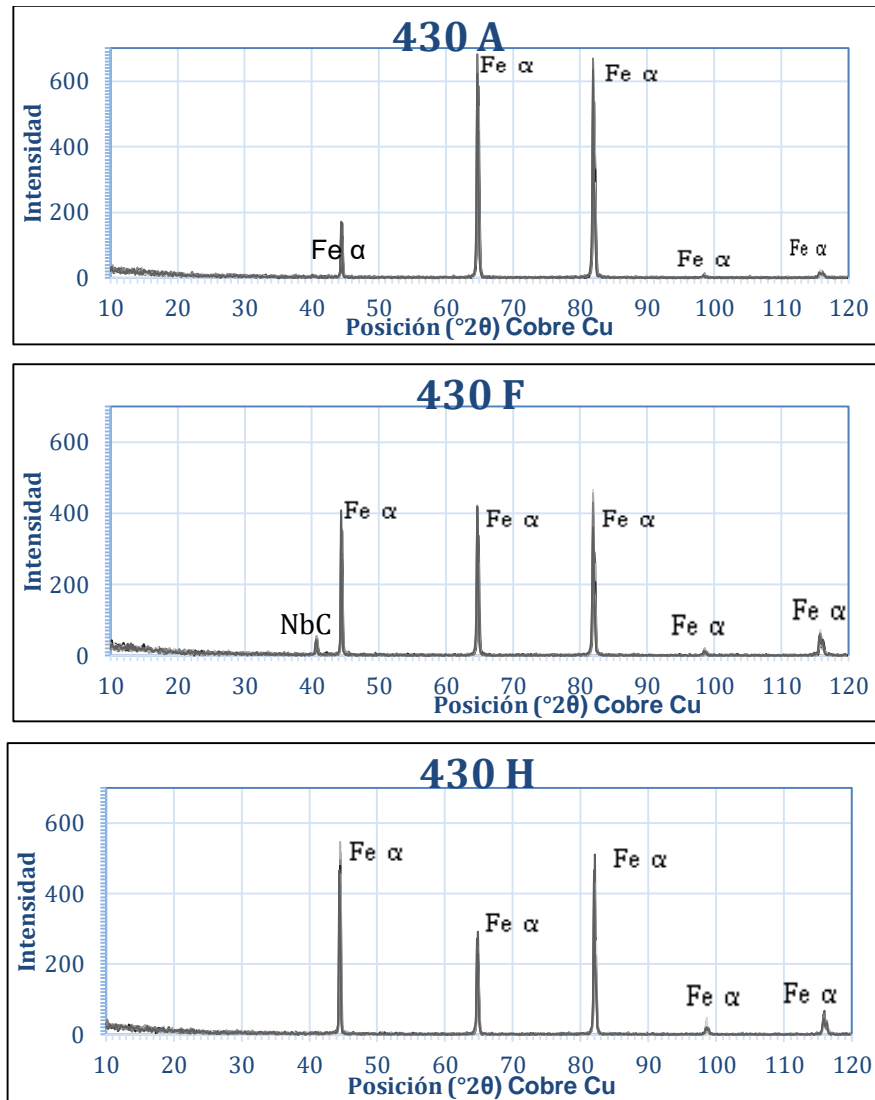 430 A
Fe α
Fe α
600
Intensidad
400
200
Fe α
Fe α
Fe α
0
10 20 30 40 50 60 70 80 90 100 110 120
Posición (°2θ) Cobre Cu
430 F
600
Intensidad
400
Fe α
Fe α
Fe α
200
NbC
Fe α
Fe α
0
10 20 30 40 50 60 70 80 90 100 110 120
Posición (°2θ) Cobre Cu
430 H
600
Intensidad
Fe α
Fe α
400
Fe α
200
Fe α
Fe α
0
10 20 30 40 50 60 70 80 90 100 110 120
Posición (°2θ) Cobre Cu